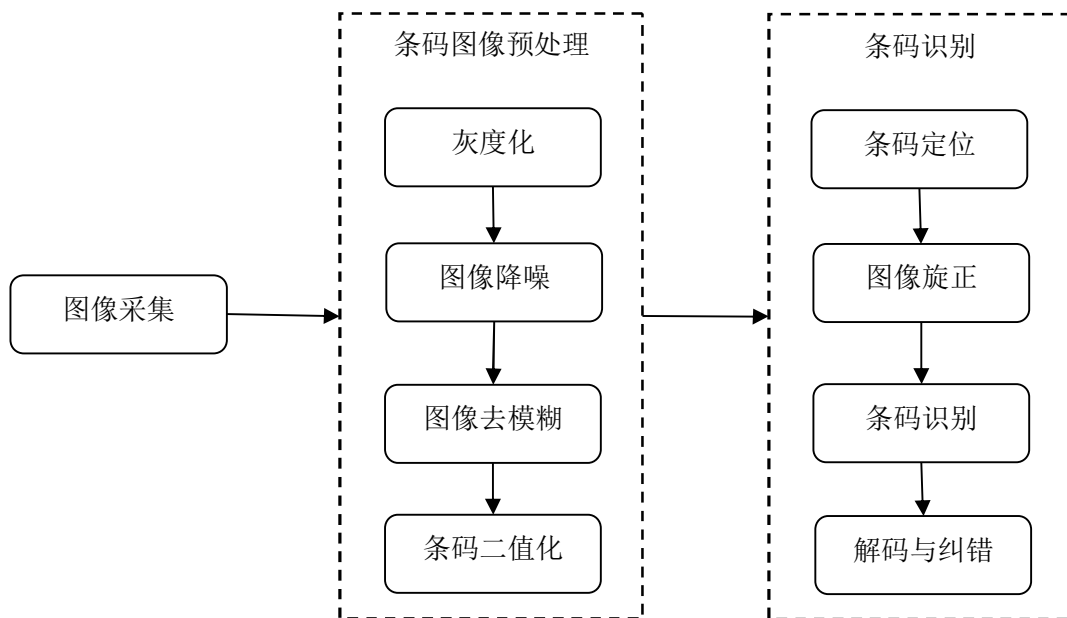 图像采集
条码图像预处理
灰度化
图像降噪
图像去模糊
条码二值化
条码识别
条码定位
图像旋正
条码识别
解码与纠错